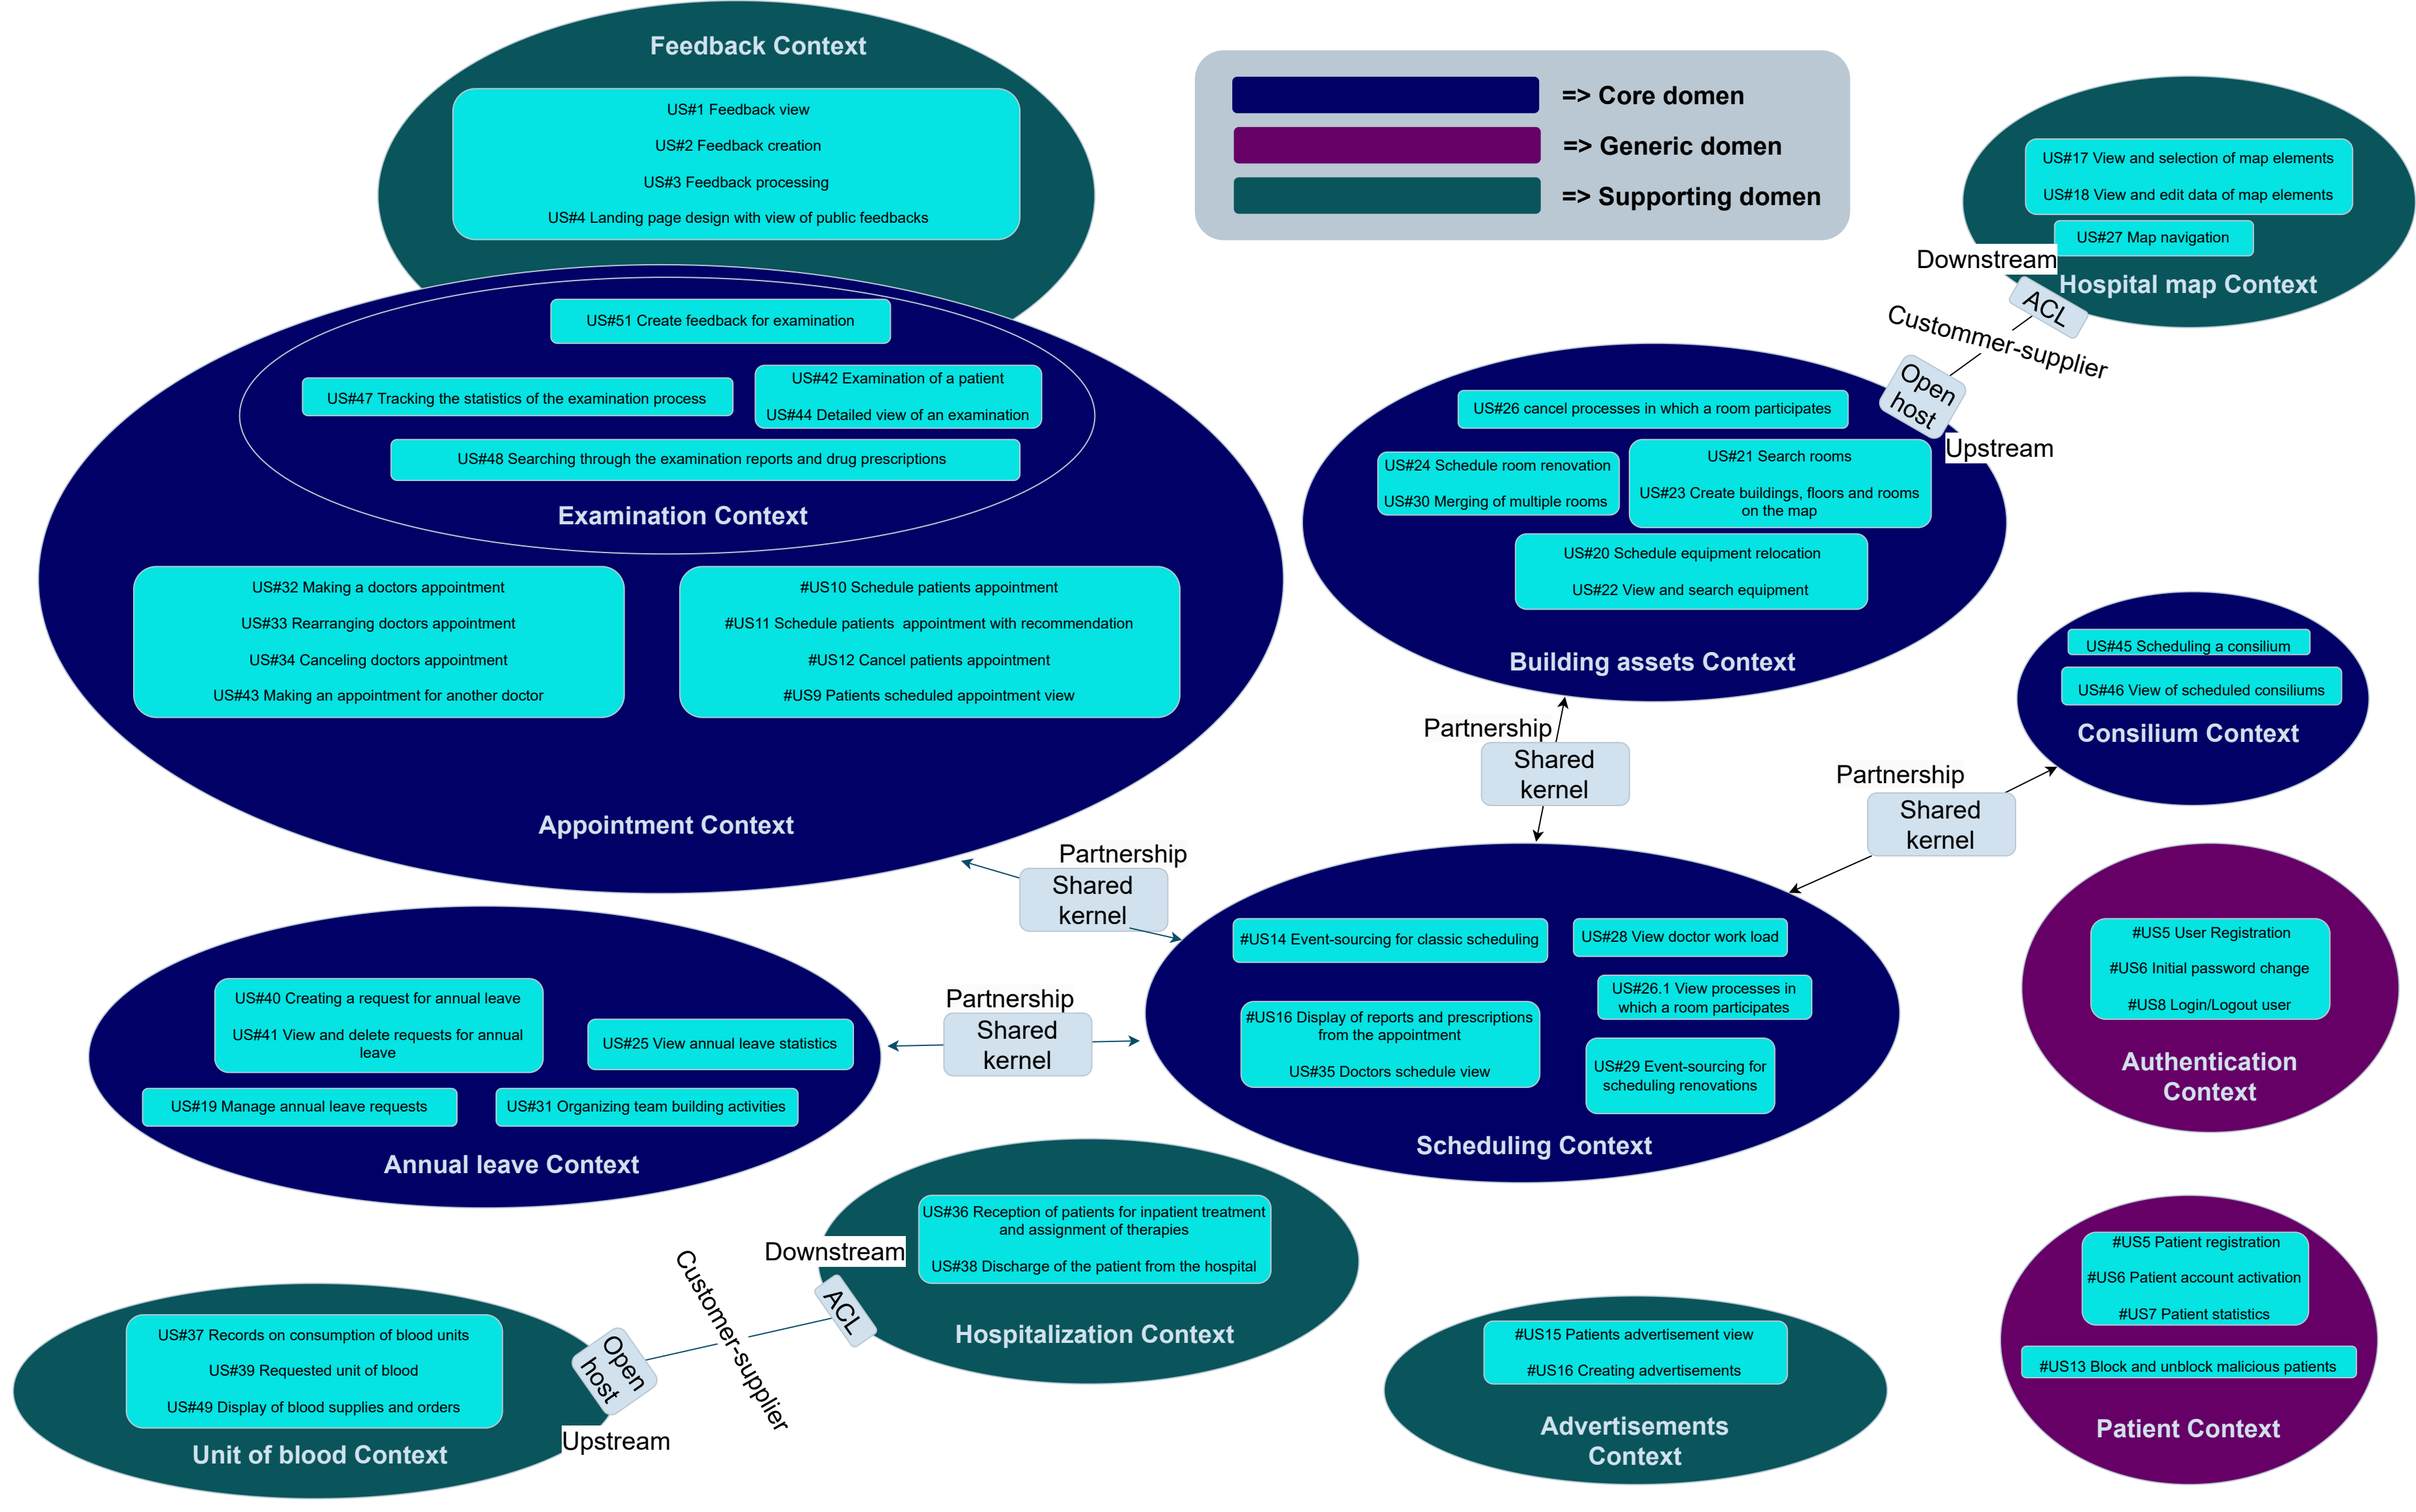 Feedback Context
US#1 Feedback view
US#2 Feedback creation
US#3 Feedback processing
US#4 Landing page design with view of public feedbacks
=> Core domen
=> Generic domen
=> Supporting domen
US#17 View and selection of map elements
US#18 View and edit data of map elements
US#27 Map navigation
Hospital map Context
Downstream
ACL
Custommer-supplier
Open
host
Upstream
US#51 Create feedback for examination
US#47 Tracking the statistics of the examination process
US#42 Examination of a patient
US#44 Detailed view of an examination
US#48 Searching through the examination reports and drug prescriptions
Examination Context
US#32 Making a doctors appointment
US#33 Rearranging doctors appointment
US#34 Canceling doctors appointment
US#43 Making an appointment for another doctor
#US10 Schedule patients appointment
#US11 Schedule patients  appointment with recommendation
#US12 Cancel patients appointment
#US9 Patients scheduled appointment view
Appointment Context
US#26 cancel processes in which a room participates
US#24 Schedule room renovation
US#30 Merging of multiple rooms
US#21 Search rooms
US#23 Create buildings, floors and rooms
on the map
US#20 Schedule equipment relocation
US#22 View and search equipment
Building assets Context
US#45 Scheduling a consilium
US#46 View of scheduled consiliums
Consilium Context
Partnership
Shared
kernel
Partnership
Shared
kernel
Partnership
Shared
kernel
Partnership
Shared
kernel
#US14 Event-sourcing for classic scheduling
US#28 View doctor work load
US#26.1 View processes in
which a room participates
#US16 Display of reports and prescriptions
from the appointment
US#35 Doctors schedule view
US#29 Event-sourcing for
scheduling renovations
Scheduling Context
#US5 User Registration
#US6 Initial password change
#US8 Login/Logout user
Authentication
Context
US#40 Creating a request for annual leave
US#41 View and delete requests for annual
leave
US#25 View annual leave statistics
US#19 Manage annual leave requests
US#31 Organizing team building activities
Annual leave Context
US#36 Reception of patients for inpatient treatment
and assignment of therapies
US#38 Discharge of the patient from the hospital
Hospitalization Context
Downstream
ACL
Customer-supplier
Open
host
Upstream
US#37 Records on consumption of blood units
US#39 Requested unit of blood
US#49 Display of blood supplies and orders
Unit of blood Context
#US15 Patients advertisement view
#US16 Creating advertisements
Advertisements
Context
#US5 Patient registration
#US6 Patient account activation
#US7 Patient statistics
#US13 Block and unblock malicious patients
Patient Context